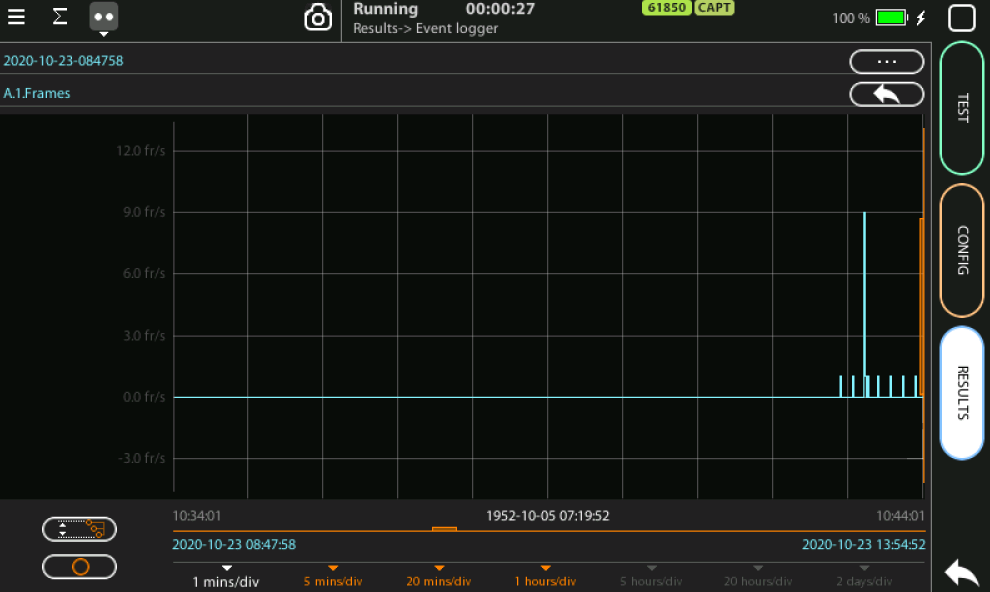 Σ
Running 00:00:27 61850 CAPT
Results-> Event logger
100 %
2020-10-23-084758
...
A.1.Frames
12.0 fr/s
9.0 fr/s
6.0 fr/s
3.0 fr/s
0.0 fr/s
-3.0 fr/s
TEST
CONFIG
RESULTS
10:34:01 1952-10-05 07:19:52 10:44:01
2020-10-23 08:47:58 2020-10-23 13:54:52
1 mins/div 5 mins/div 20 mins/div 1 hours/div 5 hours/div 20 hours/div 2 days/div